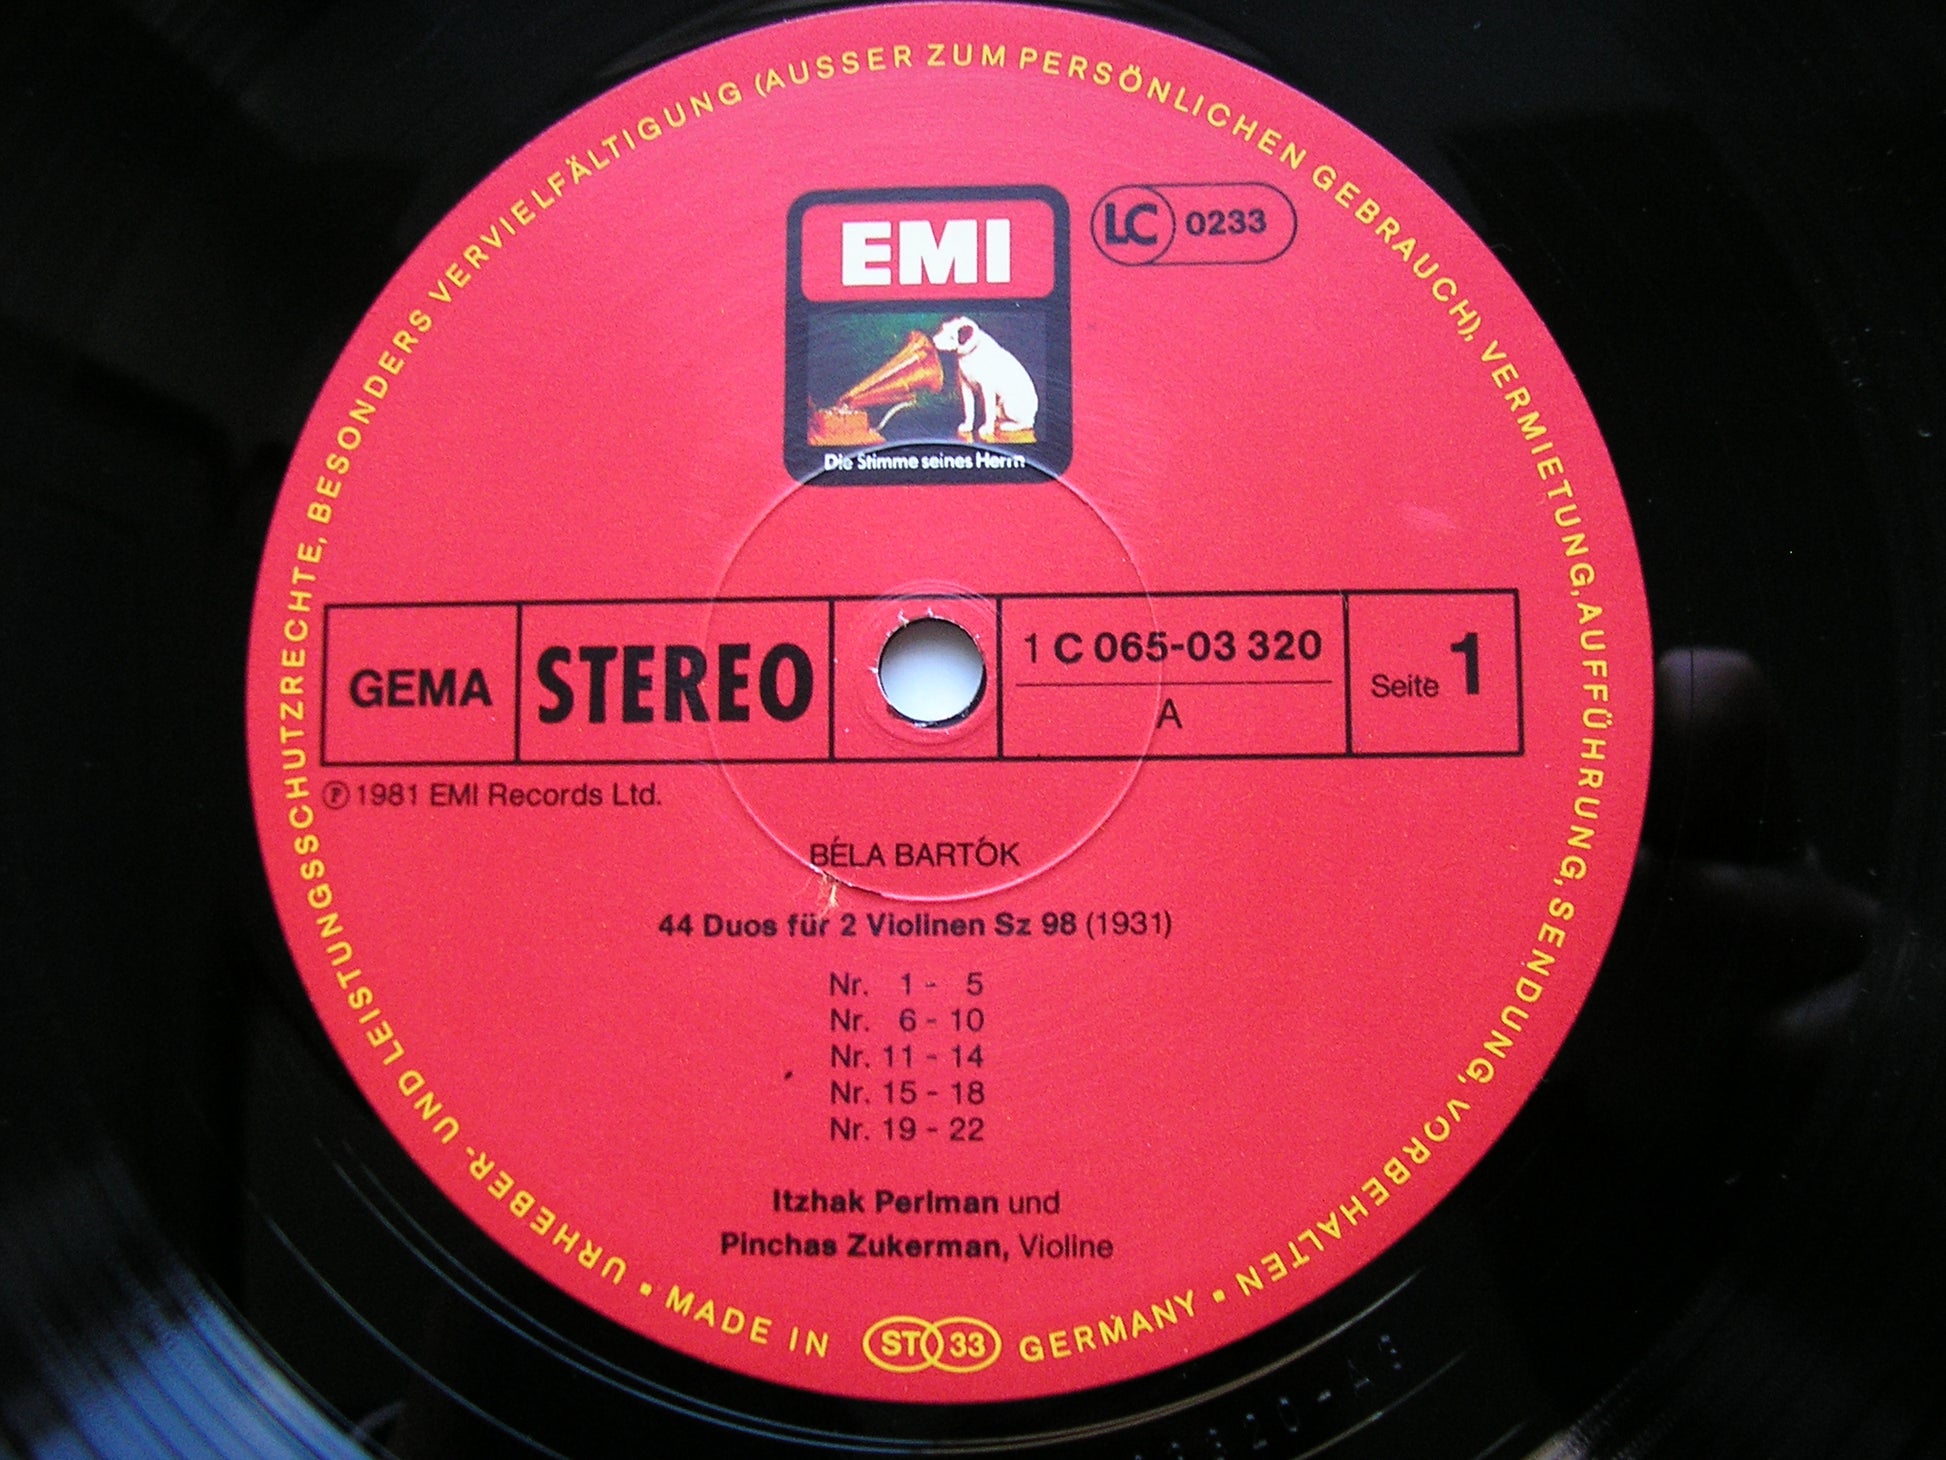 URHEBER- UND LEISTUNGSSCHUTZRECHTE, BESONDERS VERVIELFÄLTIGUNG (AUSSER ZUM PERSÖNLICHEN GEBRAUCH), VERMIETUNG, AUFFÜHRUNG, SENDUNG, VORBEHALTEN ▪
EMI
LC 0233
Die Stimme seines Herrn
GEMA
STEREO
1 C 065-03 320
A
Seite 1
℗ 1981 EMI Records Ltd.
BÉLA BARTÓK
44 Duos für 2 Violinen Sz 98 (1931)
Nr. 1 - 5
Nr. 6 - 10
Nr. 11 - 14
Nr. 15 - 18
Nr. 19 - 22
Itzhak Perlman und
Pinchas Zukerman, Violine
▪ MADE IN ST 33 GERMANY